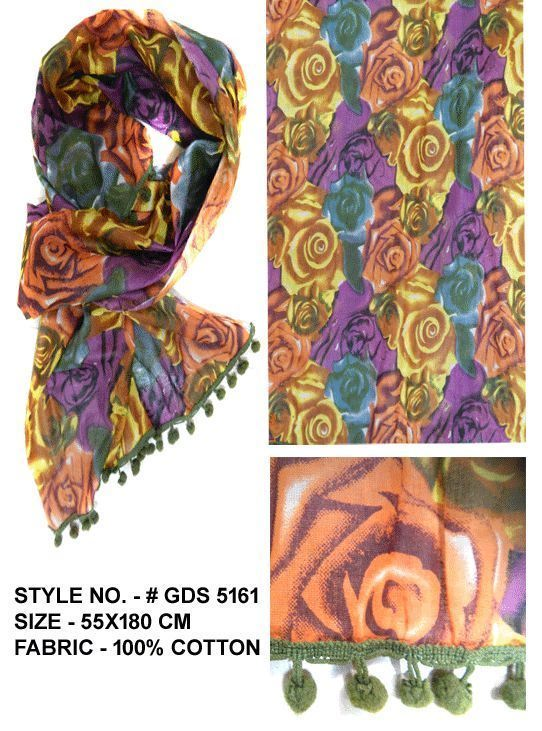 STYLE NO. - # GDS 5161
SIZE - 55X180 CM
FABRIC - 100% COTTON